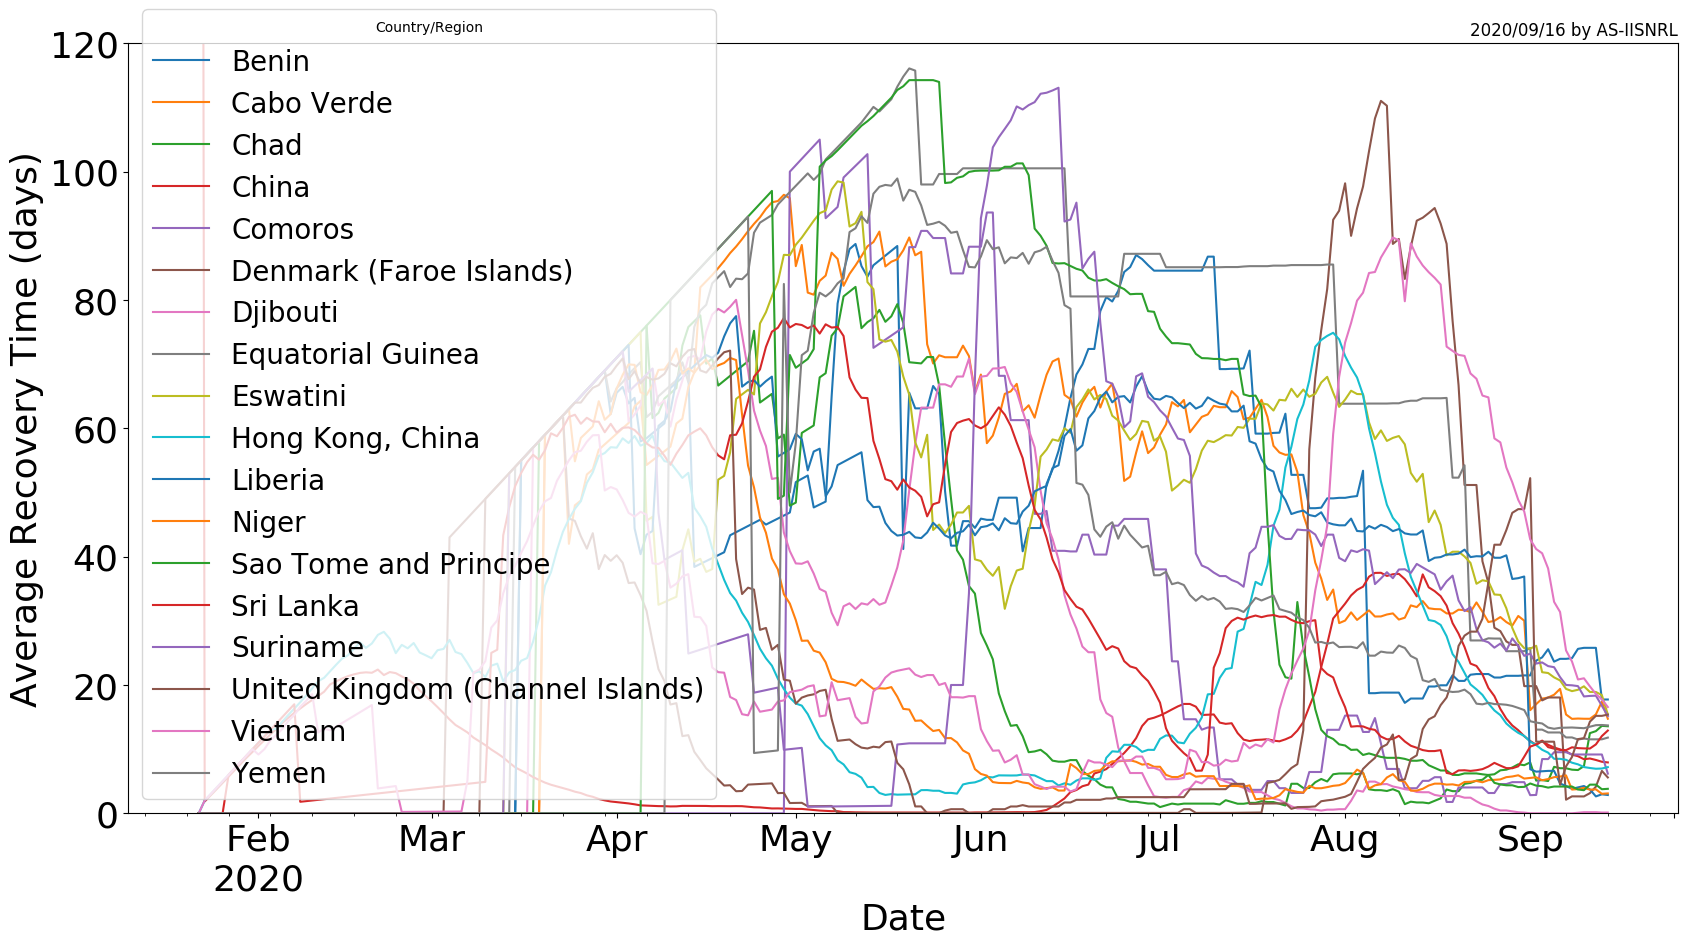 Country/Region
2020/09/16 by AS-IISNRL
Benin
Cabo Verde
Chad
China
Comoros
Denmark (Faroe Islands)
Djibouti
Equatorial Guinea
Eswatini
Hong Kong, China
Liberia
Niger
Sao Tome and Principe
Sri Lanka
Suriname
United Kingdom (Channel Islands)
Vietnam
Yemen
Average Recovery Time (days)
120
100
80
60
40
20
0
Feb Mar Apr May Jun Jul Aug Sep
2020
Date